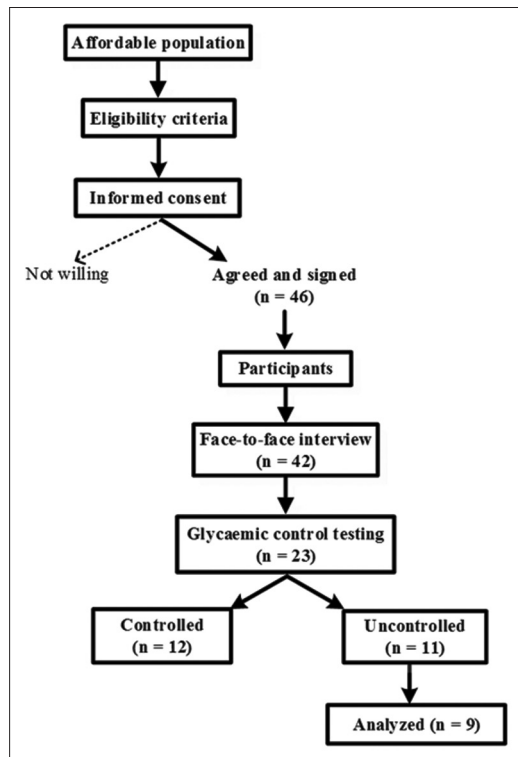 Affordable population
Eligibility criteria
Informed consent
Not willing
Agreed and signed
(n = 46)
Participants
Face-to-face interview
(n = 42)
Glycaemic control testing
(n = 23)
Controlled
(n = 12)
Uncontrolled
(n = 11)
Analyzed (n = 9)